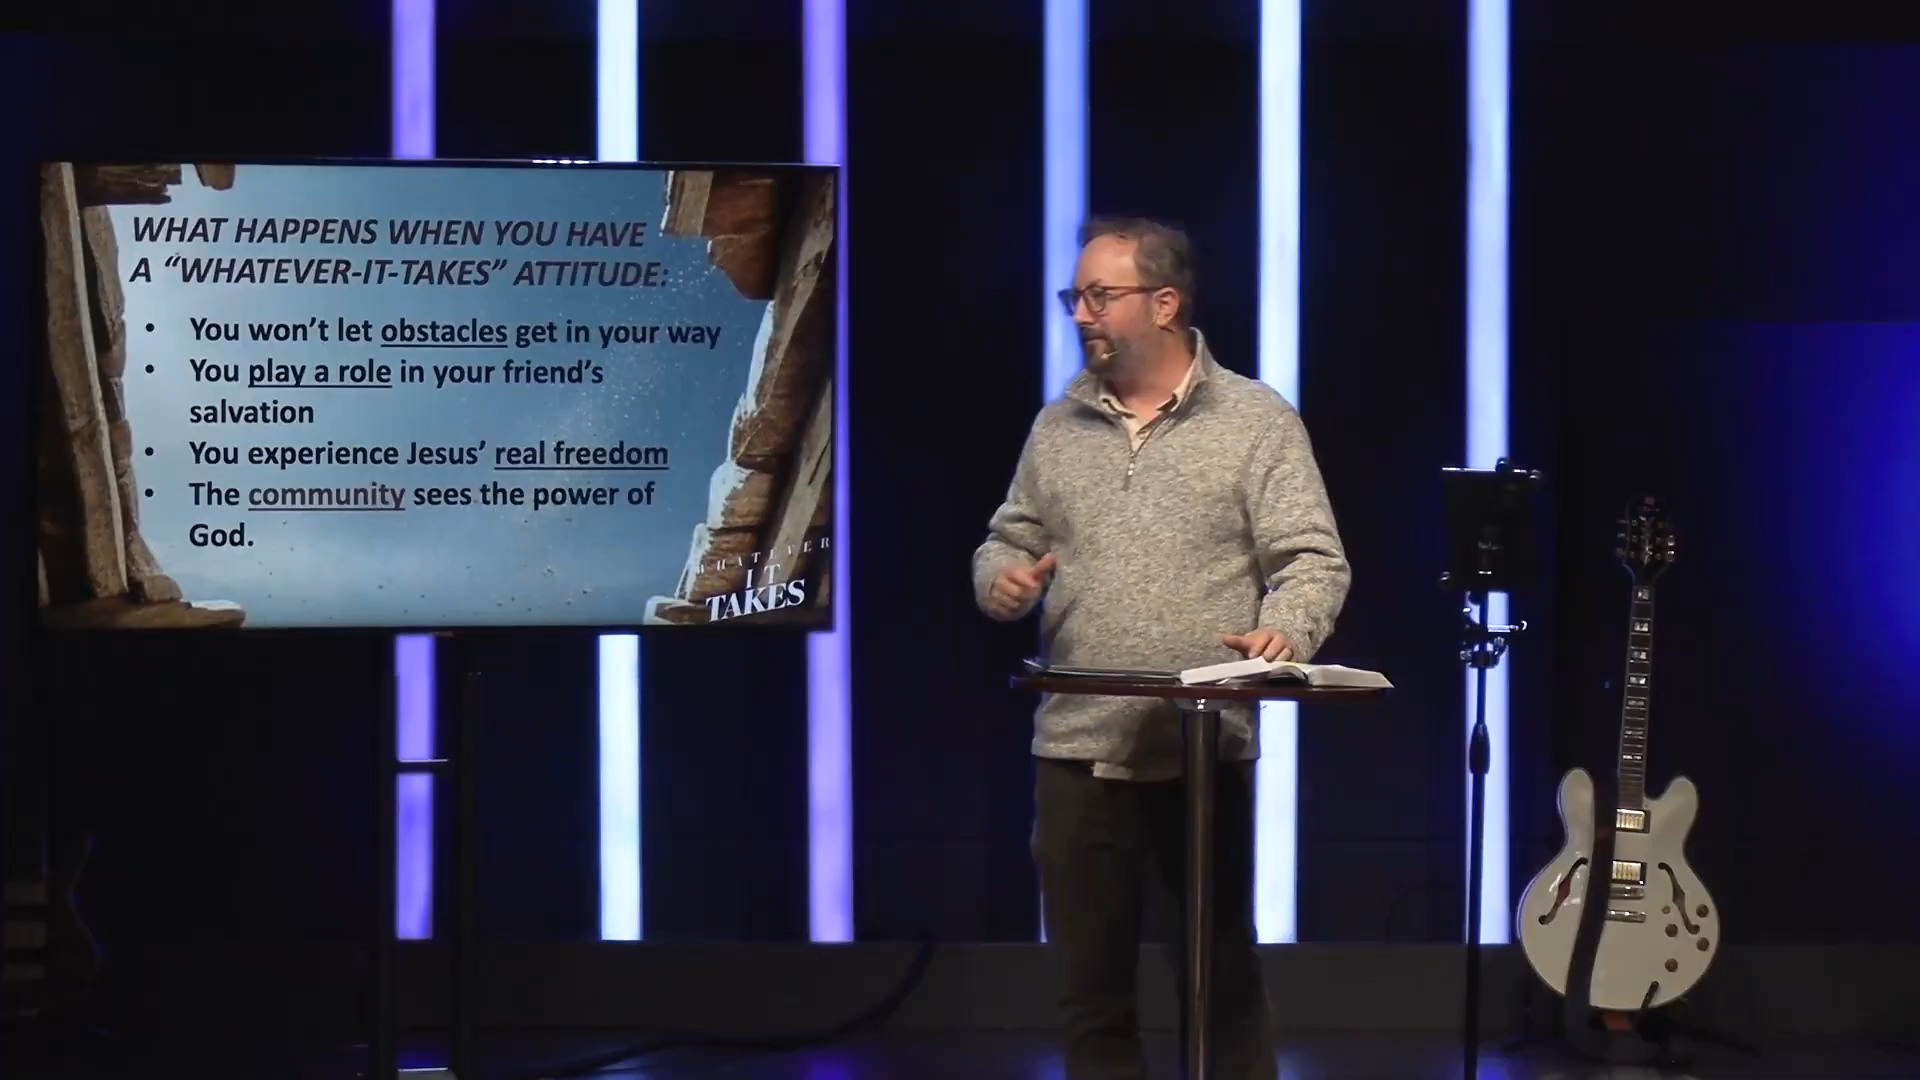 WHAT HAPPENS WHEN YOU HAVE
A “WHATEVER-IT-TAKES” ATTITUDE:
• You won’t let obstacles get in your way
• You play a role in your friend’s
salvation
• You experience Jesus’ real freedom
• The community sees the power of
God.
WHATEVER
IT
TAKES